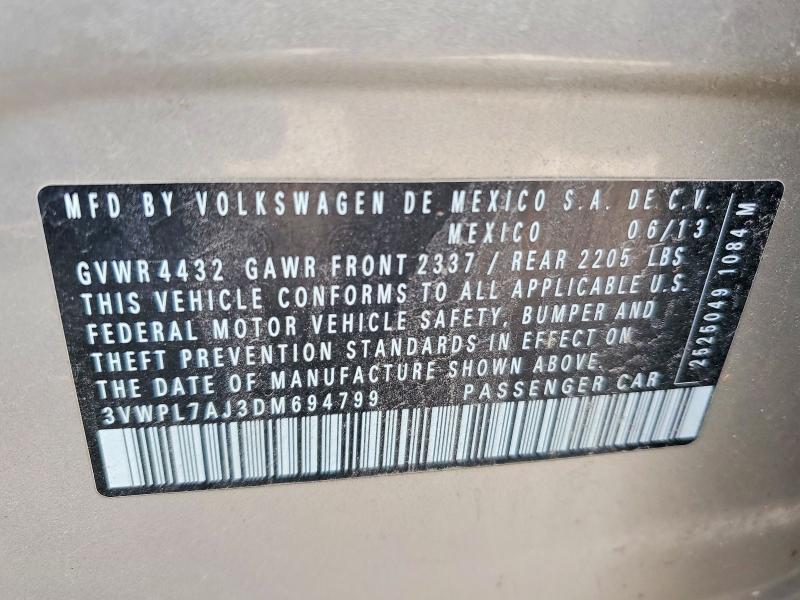 MFD BY VOLKSWAGEN DE MEXICO S.A. DE C.V.
MEXICO 06/13
GVWR 4432 GAWR FRONT 2337 / REAR 2205 LBS
THIS VEHICLE CONFORMS TO ALL APPLICABLE U.S.
FEDERAL MOTOR VEHICLE SAFETY, BUMPER AND
THEFT PREVENTION STANDARDS IN EFFECT ON
THE DATE OF MANUFACTURE SHOWN ABOVE.
3VWPL7AJ3DM694799 PASSENGER CAR
2525049 1084 M